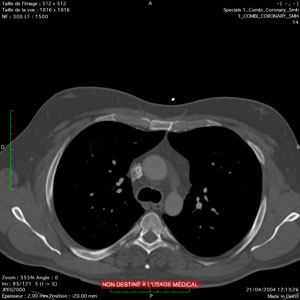 Taille de l'image : 512 x 512
Taille de la vue : 1816 x 1816
NF : 300 LF : 1500
A
- ( - , - )
Specials 1_Combi_Coronary_SMH
1_COMBI_CORONARY_SMH
14
D
G
Zoom : 355% Angle : 0
Im : 85/121 S (I -> S)
JPEG2000
Epaisseur : 2.00 mm Position : -20.00 mm
NON DESTINÉ À L'USAGE MÉDICAL
P
21/04/2004 12:13:26
Made in OsiriX